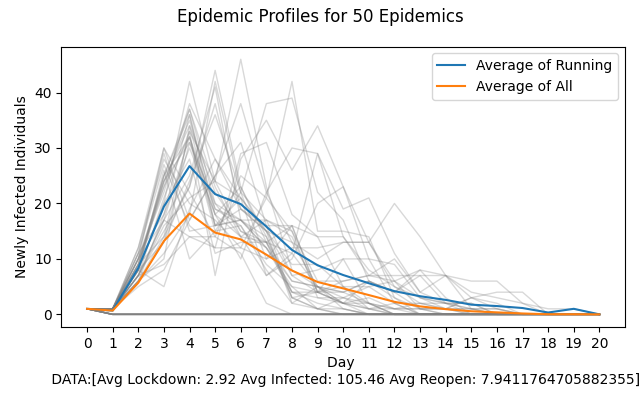 Epidemic Profiles for 50 Epidemics
Average of Running
Average of All
Newly Infected Individuals
40
30
20
10
0
0 1 2 3 4 5 6 7 8 9 10 11 12 13 14 15 16 17 18 19 20
Day
DATA:[Avg Lockdown: 2.92 Avg Infected: 105.46 Avg Reopen: 7.9411764705882355]